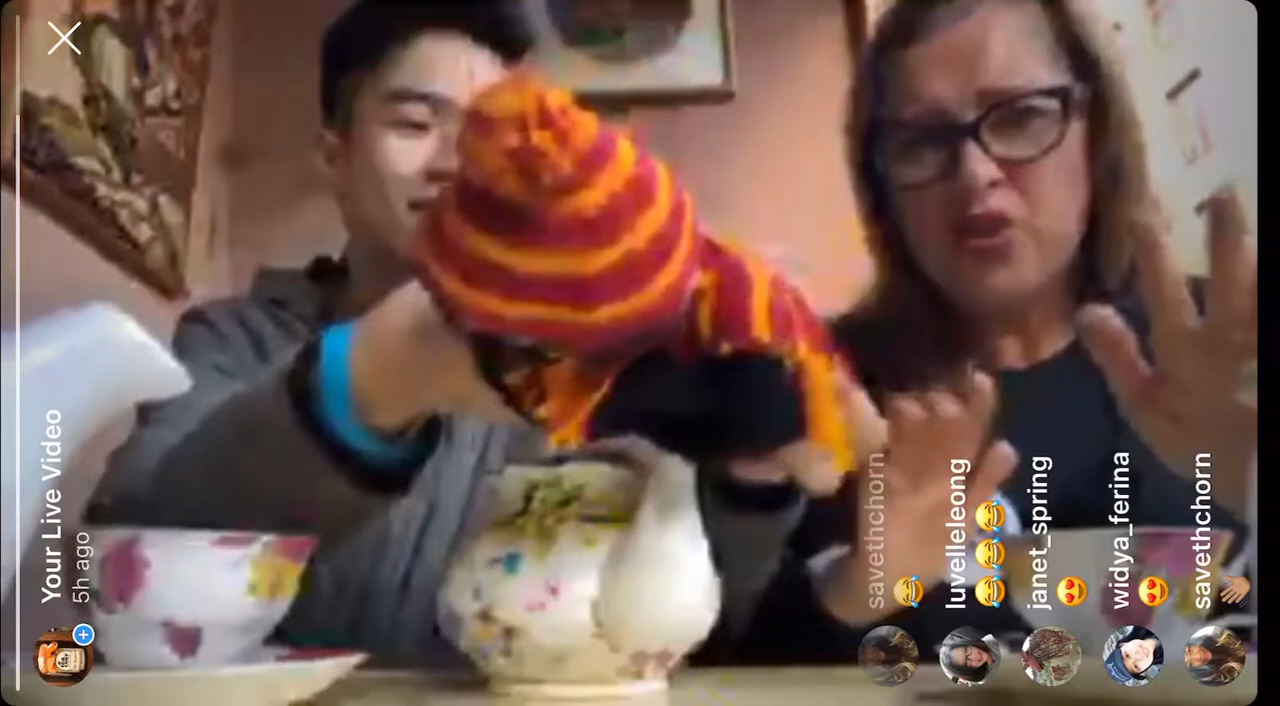 Your Live Video
5h ago
savethchorn
😂
luvelleleong
😂😂😂
janet_spring
😍
widya_ferina
😍
savethchorn
👋🏽